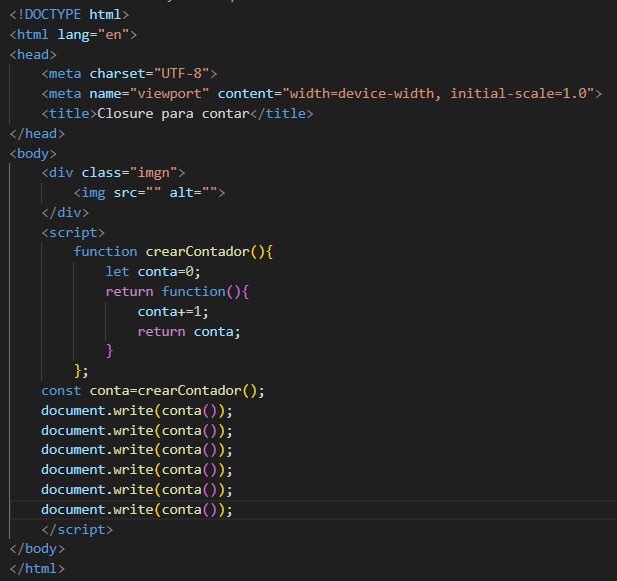 <!DOCTYPE html>
<html lang="en">
<head>
    <meta charset="UTF-8">
    <meta name="viewport" content="width=device-width, initial-scale=1.0">
    <title>Closure para contar</title>
</head>
<body>
    <div class="imgn">
        <img src="" alt="">
    </div>
    <script>
        function crearContador(){
            let conta=0;
            return function(){
                conta+=1;
                return conta;
            }
        };
    const conta=crearContador();
    document.write(conta());
    document.write(conta());
    document.write(conta());
    document.write(conta());
    document.write(conta());
    document.write(conta());
    </script>
</body>
</html>